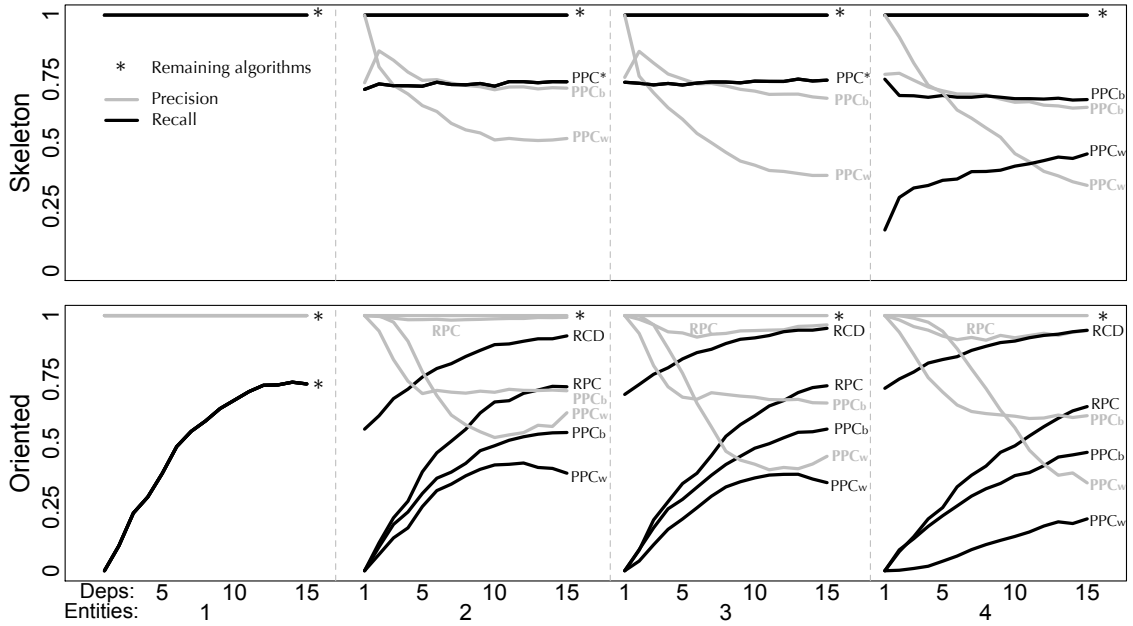 Skeleton
1
0.75
0.5
0.25
0
* Remaining algorithms
Precision
Recall
*
*
PPC*
PPCb
PPCw
*
PPC*
PPCb
PPCw
*
PPCb
PPCb
PPCw
PPCw
Oriented
1
0.75
0.5
0.25
0
*
*
*
RPC
RCD
RPC
PPCb
PPCw
PPCb
PPCw
*
RPC
RCD
RPC
PPCb
PPCb
PPCw
PPCw
*
RPC
RCD
RPC
PPCb
PPCb
PPCw
PPCw
Deps: 5 10 15 1 5 10 15 1 5 10 15 1 5 10 15
Entities: 1 2 3 4